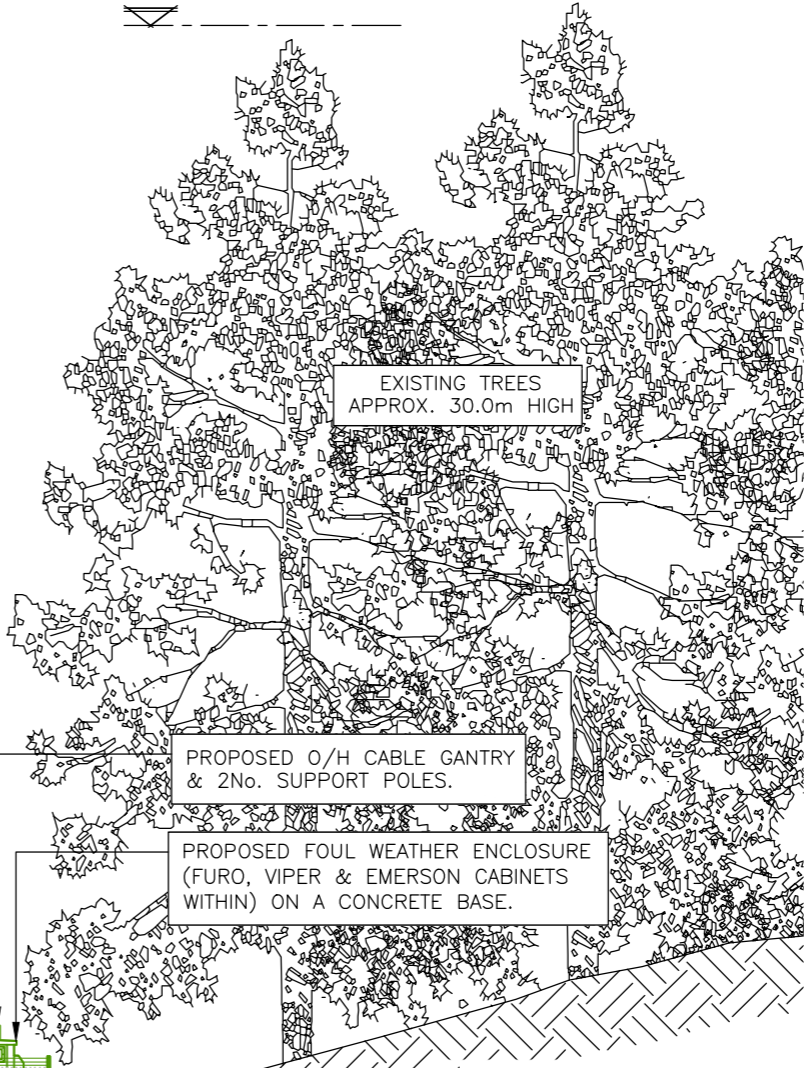 EXISTING TREES
APPROX. 30.0m HIGH
PROPOSED O/H CABLE GANTRY
& 2No. SUPPORT POLES.
PROPOSED FOUL WEATHER ENCLOSURE
(FURO, VIPER & EMERSON CABINETS
WITHIN) ON A CONCRETE BASE.